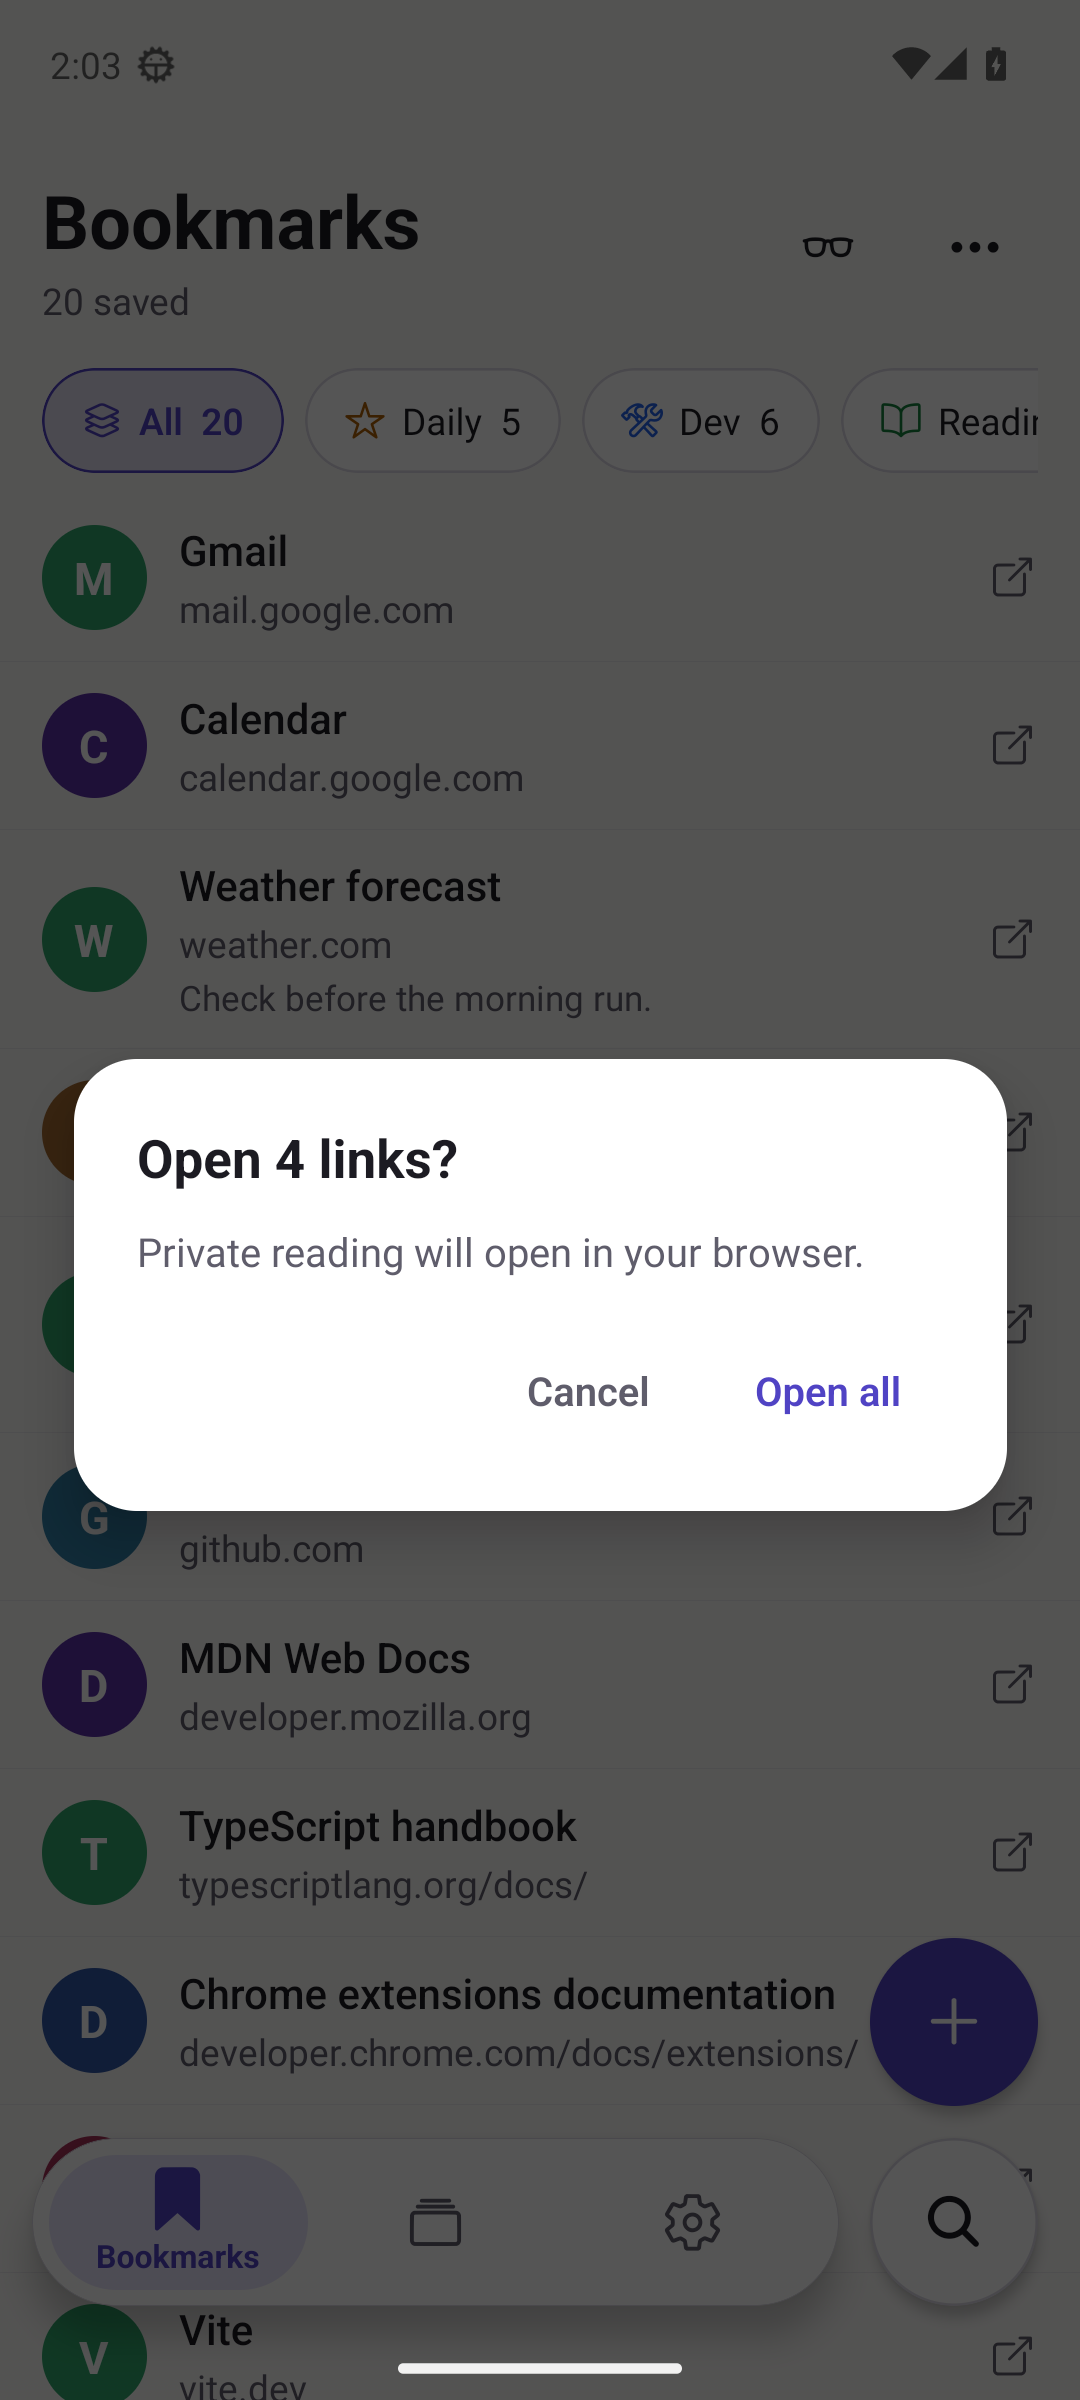 2:03
Bookmarks
20 saved
All 20
Daily 5
Dev 6
Readin
M
Gmail
mail.google.com
C
Calendar
calendar.google.com
W
Weather forecast
weather.com
Check before the morning run.
Open 4 links?
Private reading will open in your browser.
Cancel
Open all
G
github.com
D
MDN Web Docs
developer.mozilla.org
T
TypeScript handbook
typescriptlang.org/docs/
D
Chrome extensions documentation
developer.chrome.com/docs/extensions/
Bookmarks
V
Vite
vite.dev